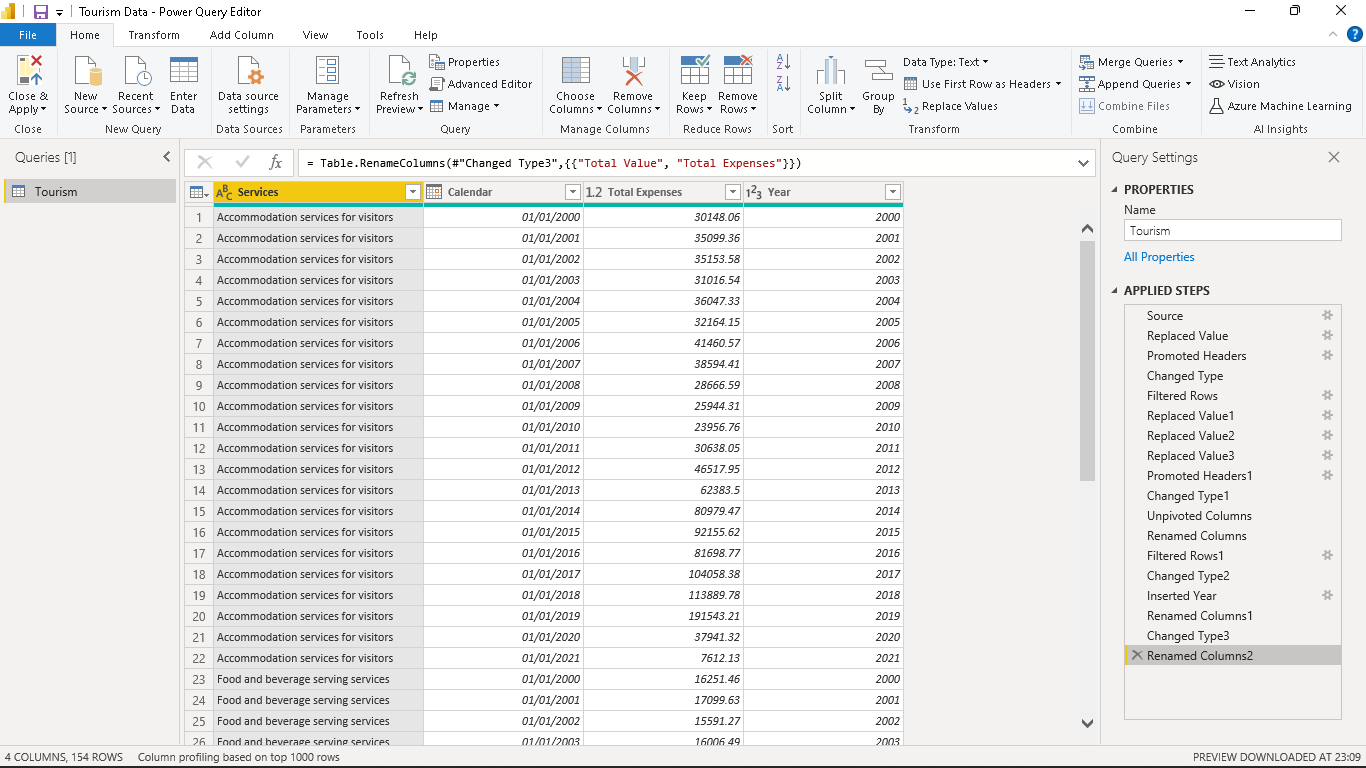 Tourism Data - Power Query Editor
File Home Transform Add Column View Tools Help
Close & Apply
Close
New Source
Recent Sources
Enter Data
New Query
Data source settings
Data Sources
Manage Parameters
Parameters
Refresh Preview
Properties
Advanced Editor
Manage
Query
Choose Columns
Remove Columns
Manage Columns
Keep Rows
Remove Rows
Reduce Rows
Sort
Split Column
Group By
Data Type: Text
Use First Row as Headers
Replace Values
Transform
Merge Queries
Append Queries
Combine Files
Combine
Text Analytics
Vision
Azure Machine Learning
AI Insights
Queries [1]
Tourism
fx = Table.RenameColumns(#"Changed Type3",{{"Total Value", "Total Expenses"}})
ABC Services Calendar 1.2 Total Expenses 123 Year
1 Accommodation services for visitors 01/01/2000 30148.06 2000
2 Accommodation services for visitors 01/01/2001 35099.36 2001
3 Accommodation services for visitors 01/01/2002 35153.58 2002
4 Accommodation services for visitors 01/01/2003 31016.54 2003
5 Accommodation services for visitors 01/01/2004 36047.33 2004
6 Accommodation services for visitors 01/01/2005 32164.15 2005
7 Accommodation services for visitors 01/01/2006 41460.57 2006
8 Accommodation services for visitors 01/01/2007 38594.41 2007
9 Accommodation services for visitors 01/01/2008 28666.59 2008
10 Accommodation services for visitors 01/01/2009 25944.31 2009
11 Accommodation services for visitors 01/01/2010 23956.76 2010
12 Accommodation services for visitors 01/01/2011 30638.05 2011
13 Accommodation services for visitors 01/01/2012 46517.95 2012
14 Accommodation services for visitors 01/01/2013 62383.5 2013
15 Accommodation services for visitors 01/01/2014 80979.47 2014
16 Accommodation services for visitors 01/01/2015 92155.62 2015
17 Accommodation services for visitors 01/01/2016 81698.77 2016
18 Accommodation services for visitors 01/01/2017 104058.38 2017
19 Accommodation services for visitors 01/01/2018 113889.78 2018
20 Accommodation services for visitors 01/01/2019 191543.21 2019
21 Accommodation services for visitors 01/01/2020 37941.32 2020
22 Accommodation services for visitors 01/01/2021 7612.13 2021
23 Food and beverage serving services 01/01/2000 16251.46 2000
24 Food and beverage serving services 01/01/2001 17099.63 2001
25 Food and beverage serving services 01/01/2002 15591.27 2002
26 Food and beverage serving services 01/01/2003 16006.49 2003
Query Settings
PROPERTIES
Name
Tourism
All Properties
APPLIED STEPS
Source
Replaced Value
Promoted Headers
Changed Type
Filtered Rows
Replaced Value1
Replaced Value2
Replaced Value3
Promoted Headers1
Changed Type1
Unpivoted Columns
Renamed Columns
Filtered Rows1
Changed Type2
Inserted Year
Renamed Columns1
Changed Type3
Renamed Columns2
4 COLUMNS, 154 ROWS Column profiling based on top 1000 rows PREVIEW DOWNLOADED AT 23:09